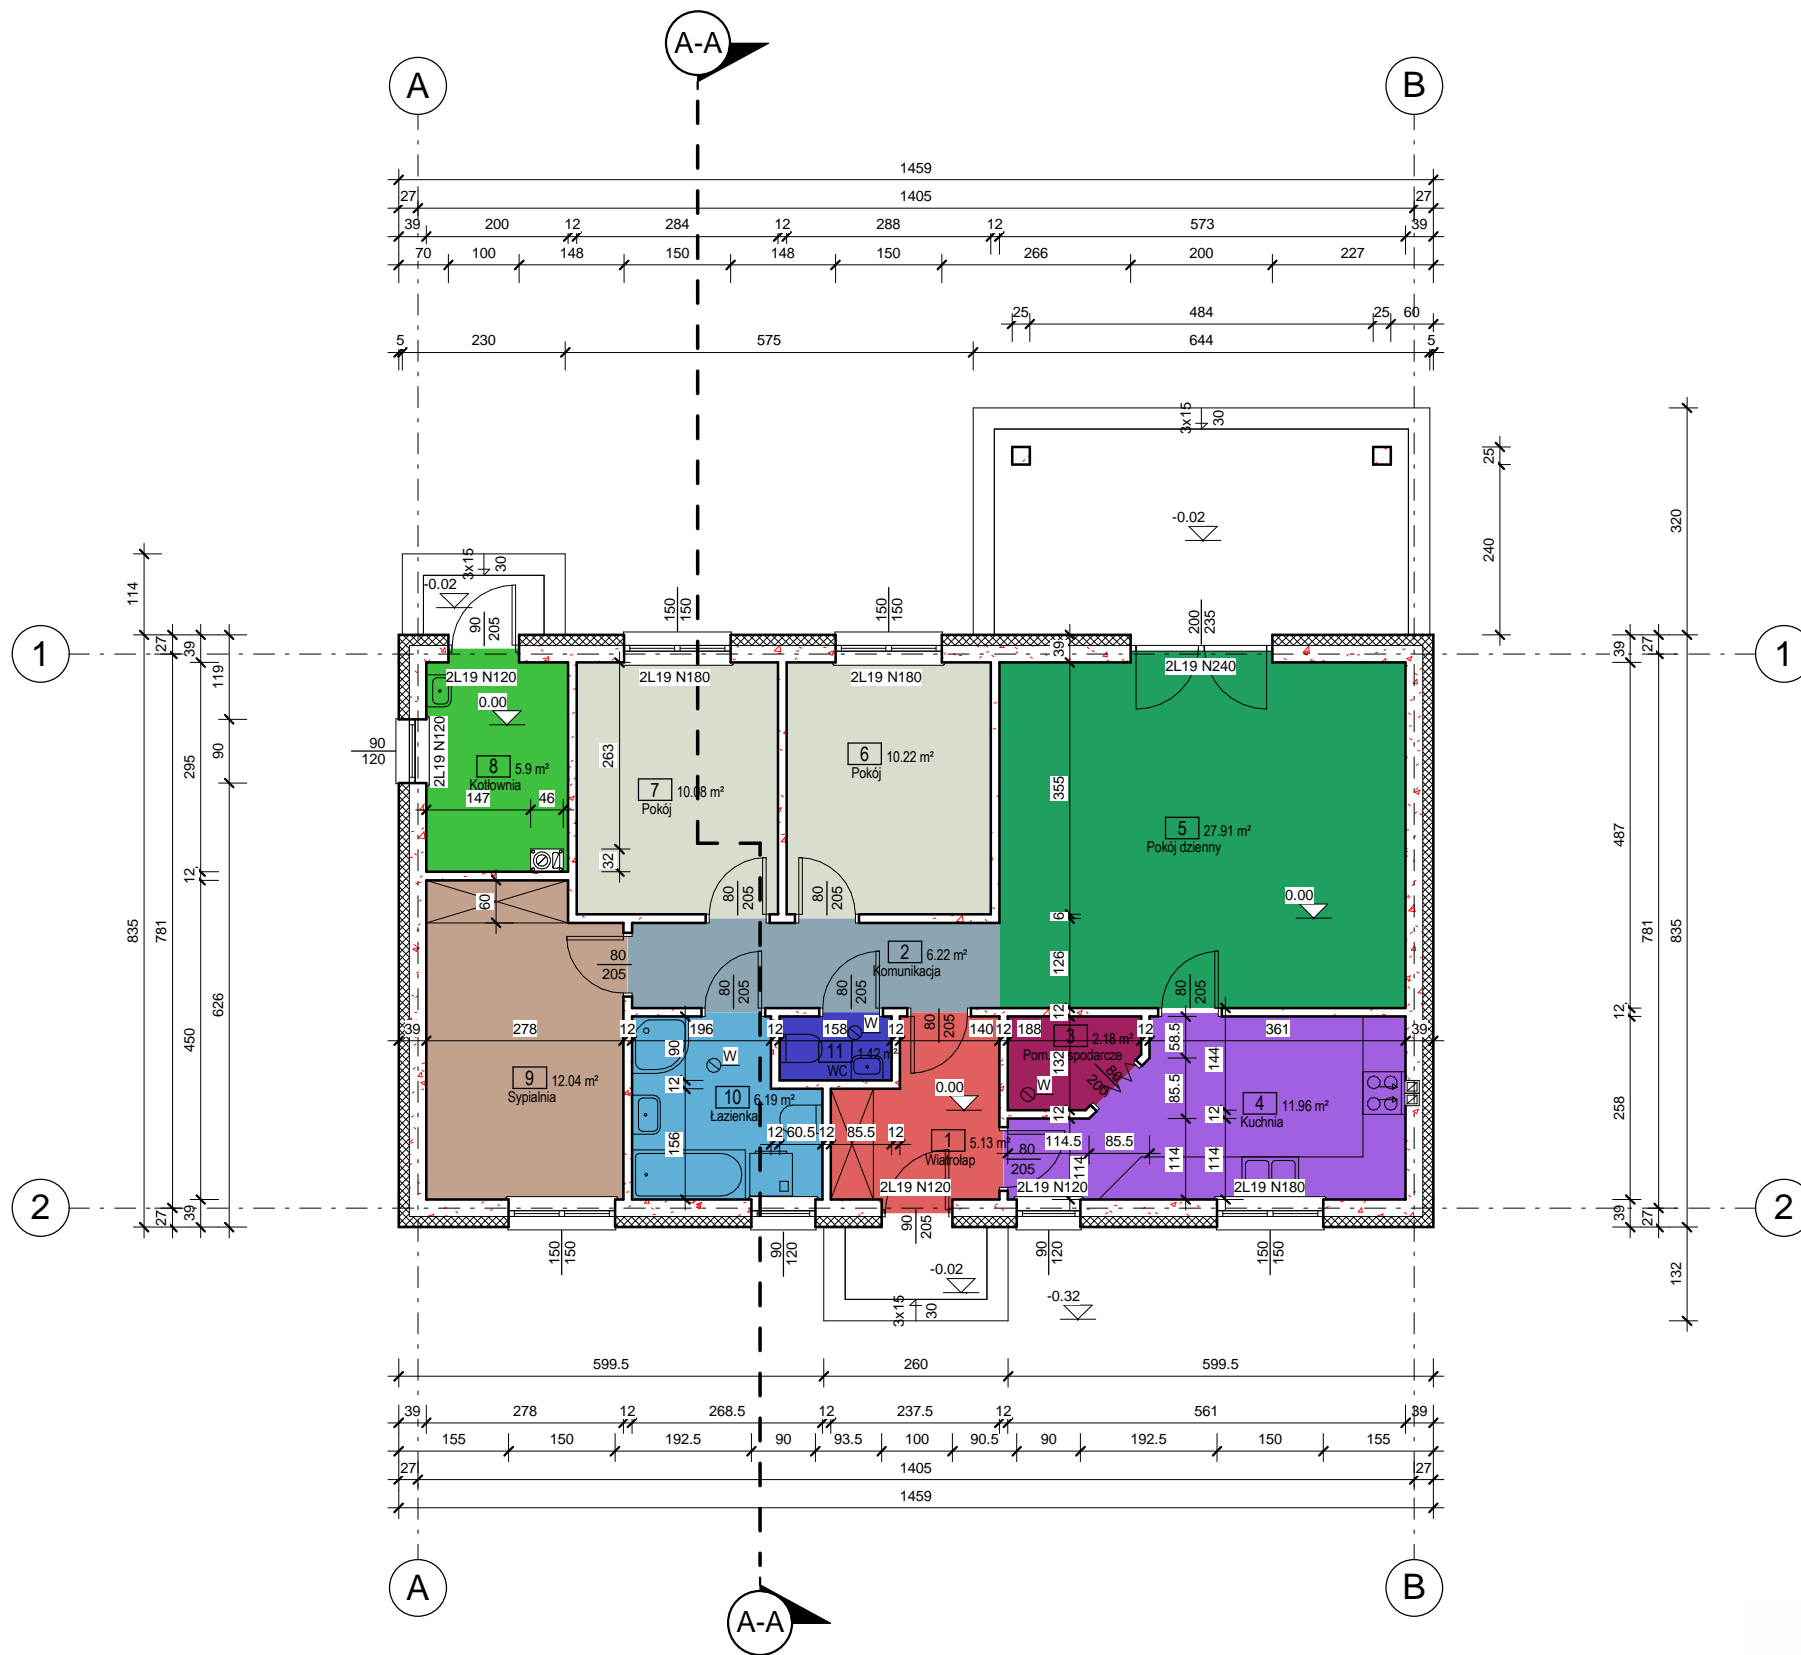 A-A
A
B
1459
27 1405 27
39 200 12 284 12 288 12 573 39
70 100 148 150 148 150 266 200 227
25 484 25 60
5 230 575 644 5
3x15
30
25
240
320
-0.02
3x15
30
-0.02
114
90
205
150
150
150
150
200
235
1
1
27
39
119
39
27
39
2L19 N120
2L19 N180
2L19 N180
2L19 N240
0.00
2L19 N120
90
120
8 5.9 m²
Kotłownia
147 46
263
7 10.08 m²
Pokój
32
6 10.22 m²
Pokój
355
5 27.91 m²
Pokój dzienny
0.00
295
90
12
835
781
450
626
487
12
781
835
258
60
80
205
80
205
6
126
12
80
205
2 6.22 m²
Komunikacja
80
205
80
205
80
205
80
205
39 278 12 196 12 158 12 140 12 188 12 361 39
W
W
W
90
12
156
11 1.42 m²
WC
3 2.18 m²
132
12
80
58.5
144
85.5
12
9 12.04 m²
Sypialnia
10 6.19 m²
Łazienka
0.00
4 11.96 m²
Kuchnia
12 60.5 12 85.5 12
1 5.13 m²
Wiatrołap
80
205
114.5 85.5
114
114
114
2L19 N120
2L19 N120
2L19 N180
2
2
39
27
39
27
132
150
150
90
120
90
205
90
120
150
150
-0.02
3x15
30
-0.32
599.5 260 599.5
39 278 12 268.5 12 237.5 12 561 39
155 150 192.5 90 93.5 100 90.5 90 192.5 150 155
27 1405 27
1459
A
B
A-A